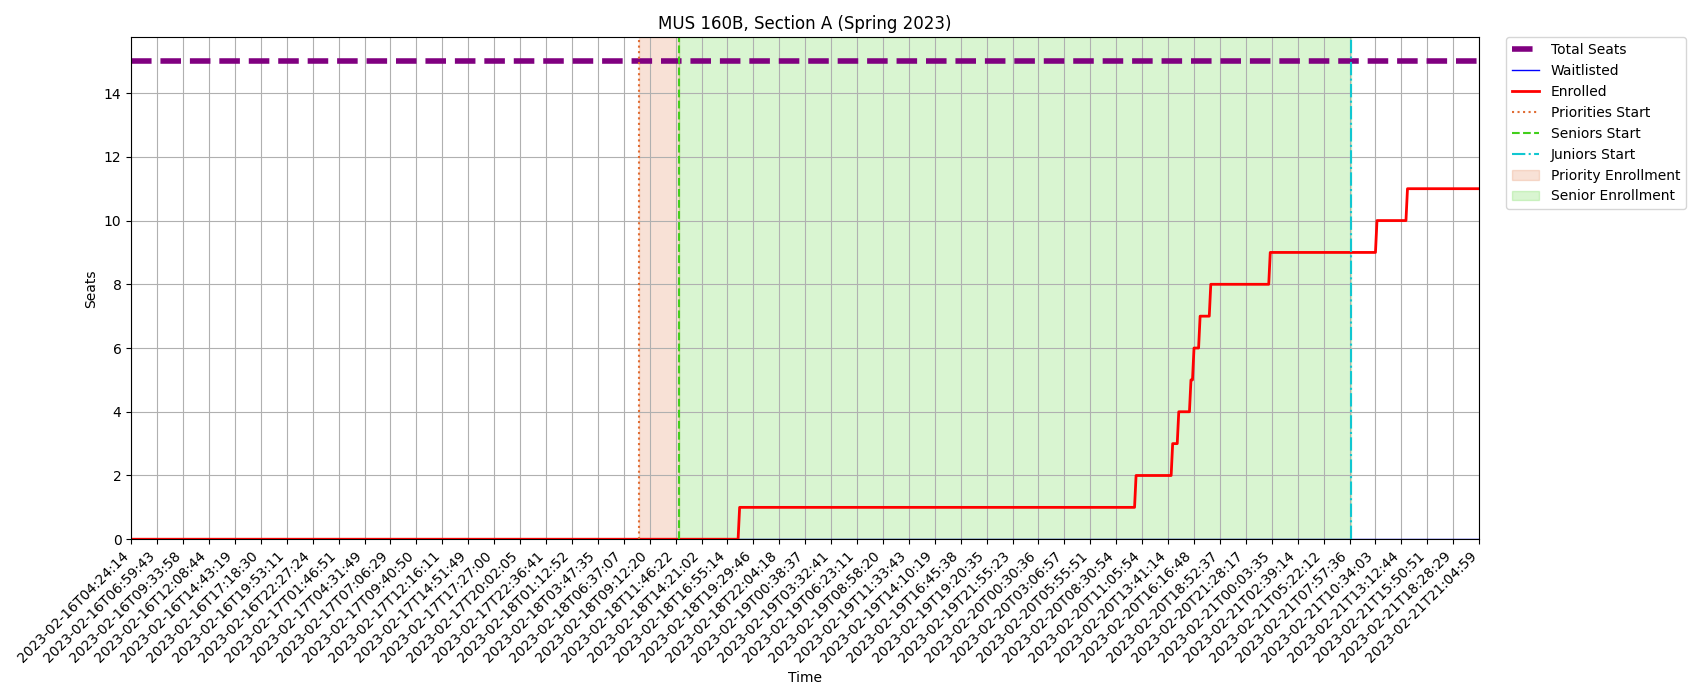 MUS 160B, Section A (Spring 2023)
Total Seats
Waitlisted
Enrolled
Priorities Start
Seniors Start
Juniors Start
Priority Enrollment
Senior Enrollment
Seats
14
12
10
8
6
4
2
0
2023-02-16T04:24:14
2023-02-16T06:59:43
2023-02-16T09:33:58
2023-02-16T12:08:44
2023-02-16T14:43:19
2023-02-16T17:18:30
2023-02-16T19:53:11
2023-02-16T22:27:24
2023-02-17T01:46:51
2023-02-17T04:31:49
2023-02-17T07:06:29
2023-02-17T09:40:50
2023-02-17T12:16:11
2023-02-17T14:51:49
2023-02-17T17:27:00
2023-02-17T20:02:05
2023-02-17T22:36:41
2023-02-18T01:12:52
2023-02-18T03:47:35
2023-02-18T06:37:07
2023-02-18T09:12:20
2023-02-18T11:46:22
2023-02-18T14:21:02
2023-02-18T16:55:14
2023-02-18T19:29:46
2023-02-18T22:04:18
2023-02-19T00:38:37
2023-02-19T03:32:41
2023-02-19T06:23:11
2023-02-19T08:58:20
2023-02-19T11:33:43
2023-02-19T14:10:19
2023-02-19T16:45:38
2023-02-19T19:20:35
2023-02-19T21:55:23
2023-02-20T00:30:36
2023-02-20T03:06:57
2023-02-20T05:55:51
2023-02-20T08:30:54
2023-02-20T11:05:54
2023-02-20T13:41:14
2023-02-20T16:16:48
2023-02-20T18:52:37
2023-02-20T21:28:17
2023-02-21T00:03:35
2023-02-21T02:39:14
2023-02-21T05:22:12
2023-02-21T07:57:36
2023-02-21T10:34:03
2023-02-21T13:12:44
2023-02-21T15:50:51
2023-02-21T18:28:29
2023-02-21T21:04:59
Time